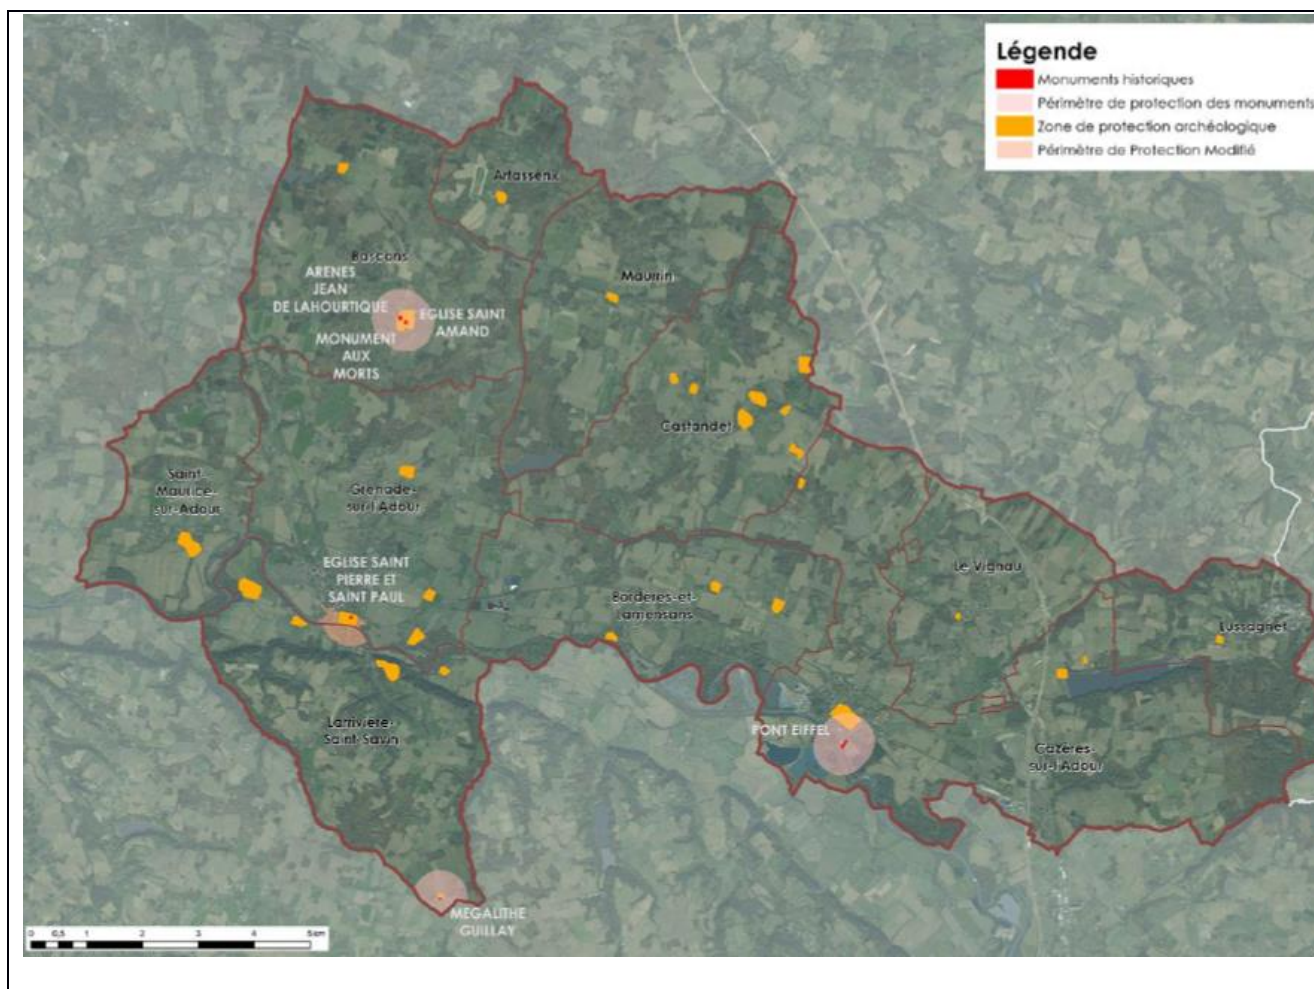 Légende
Monuments historiques
Périmètre de protection des monuments
Zone de protection archéologique
Périmètre de Protection Modifié
Artassenx
Bascons
ARENES
JEAN
DE LAHOURTIQUE
EGLISE SAINT
AMAND
MONUMENT
AUX
MORTS
Maurrin
Castandet
Saint-
Maurice-
sur-Adour
Grenade-
sur-l'Adour
EGLISE SAINT
PIERRE ET
SAINT PAUL
Bordères-et-
Lamensans
Le Vignau
Lussagnet
Larrivière-
Saint-Savin
PONT EIFFEL
Cazères-
sur-l'Adour
MEGALITHE
GUILLAY
0 0,5 1 2 3 4 5 km